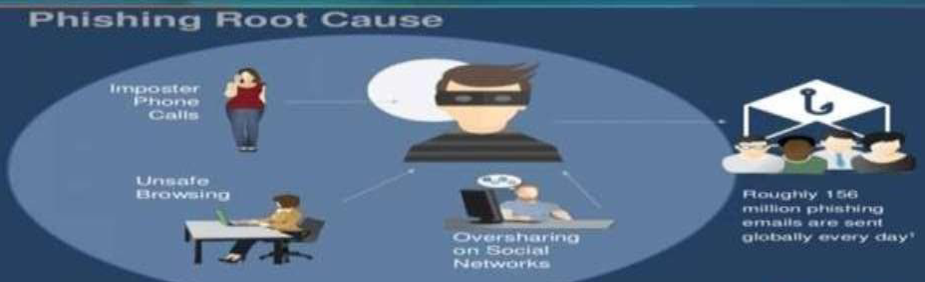 Phishing Root Cause
Imposter
Phone
Calls
Unsafe
Browsing
Oversharing
on Social
Networks
Roughly 156
million phishing
emails are sent
globally every day¹